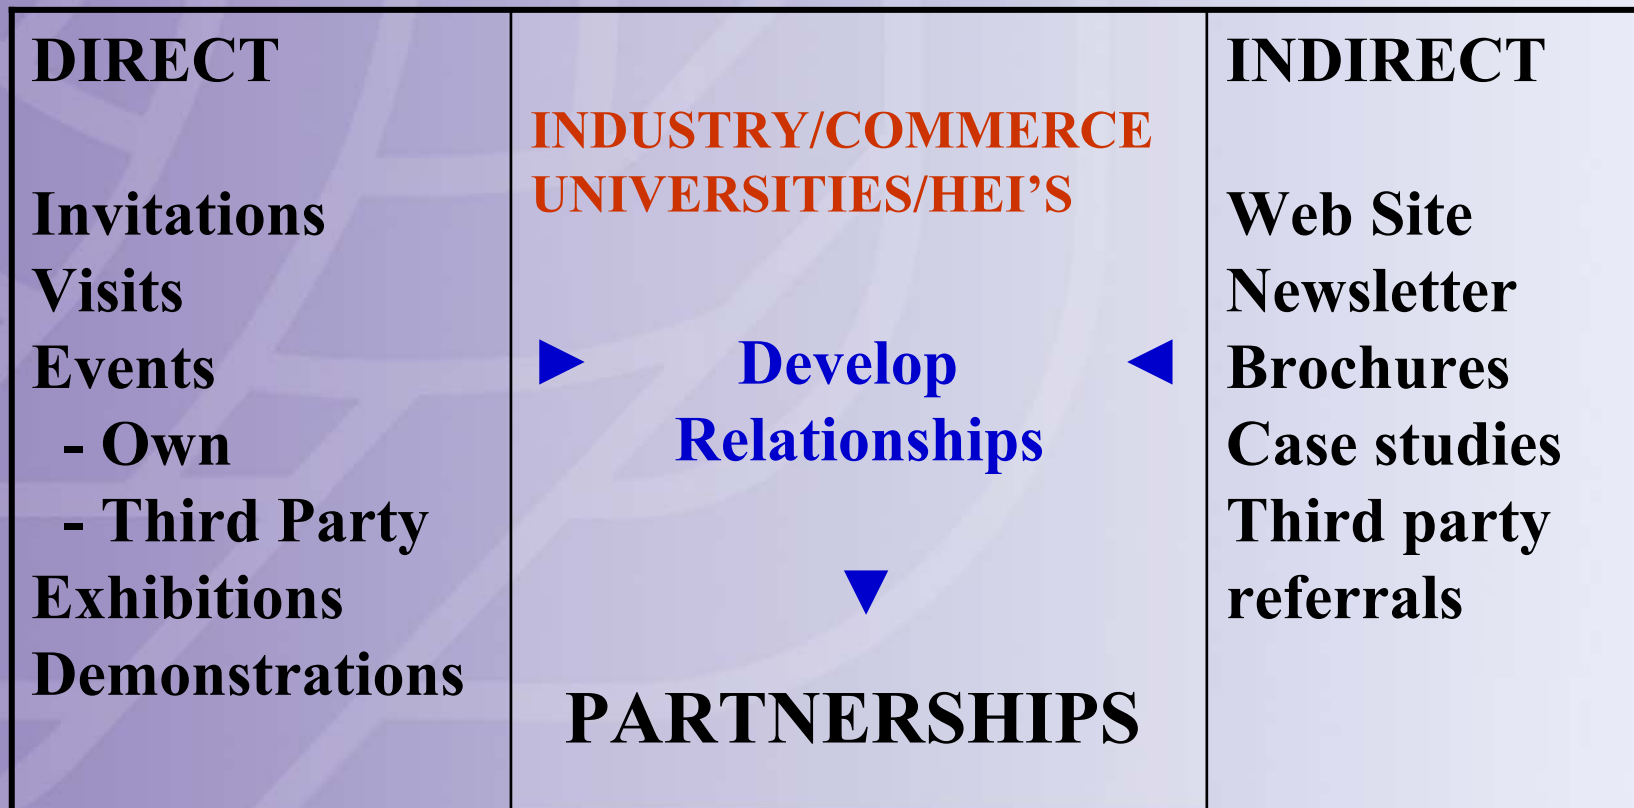 DIRECT
Invitations
Visits
Events
- Own
- Third Party
Exhibitions
Demonstrations
INDUSTRY/COMMERCE
UNIVERSITIES/HEI’S
► Develop ◄
Relationships
▼
PARTNERSHIPS
INDIRECT
Web Site
Newsletter
Brochures
Case studies
Third party
referrals